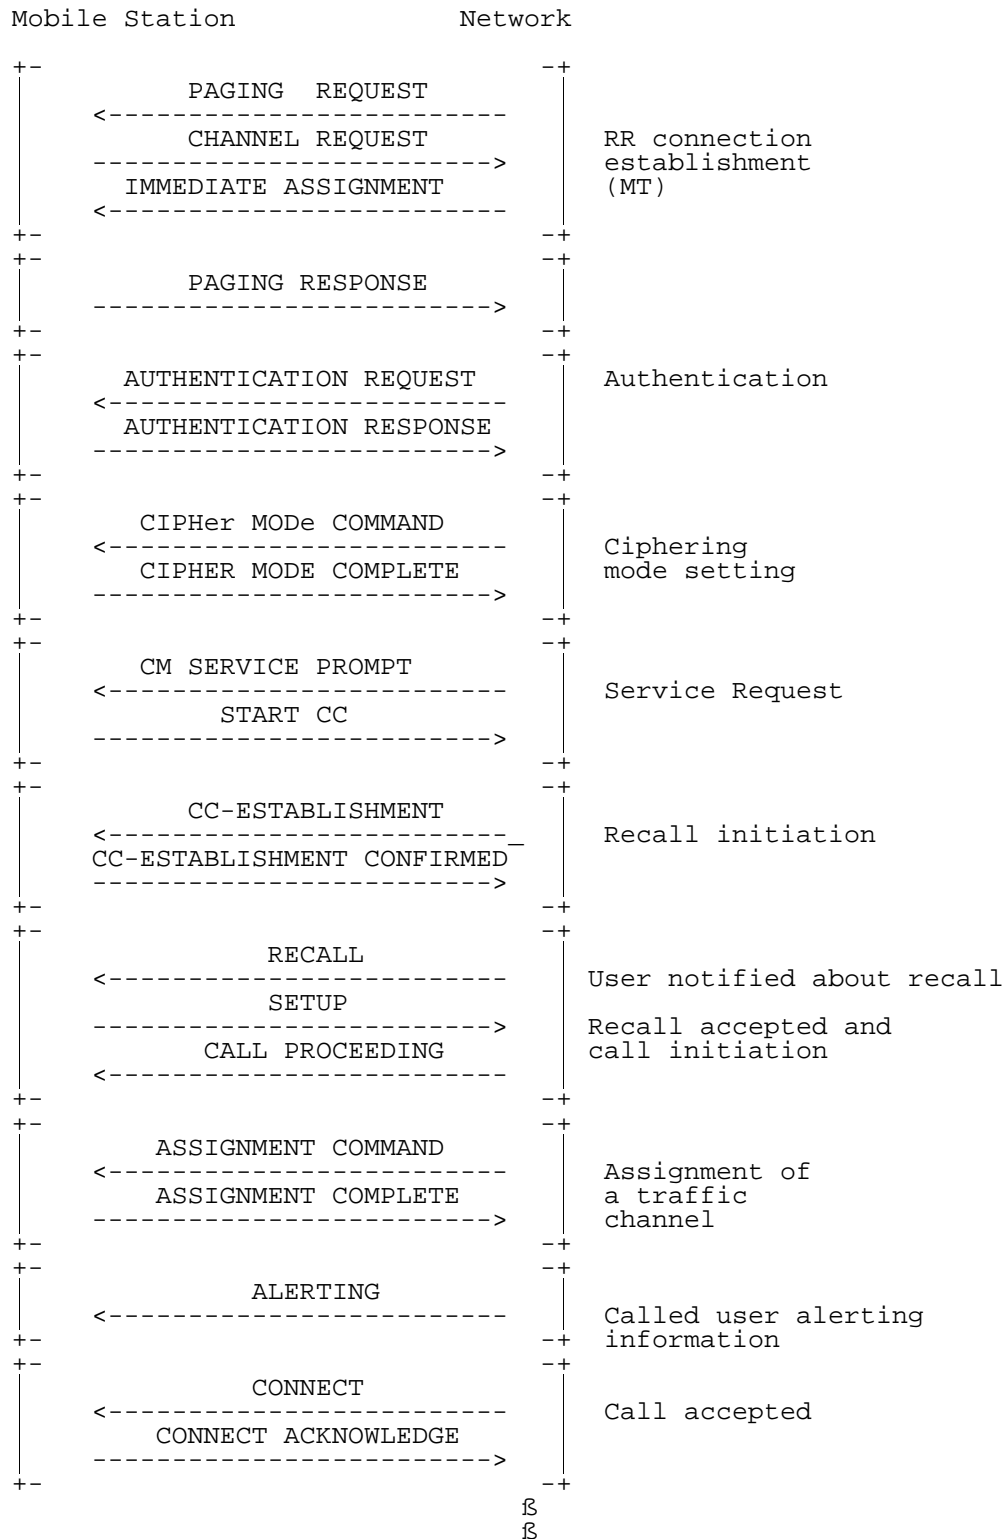 Mobile Station Network
+- -+
PAGING  REQUEST
<-------------------------
CHANNEL REQUEST RR connection
-------------------------> establishment
IMMEDIATE ASSIGNMENT (MT)
<-------------------------
+- -+
+- -+
PAGING RESPONSE
------------------------->
+- -+
+- -+
AUTHENTICATION REQUEST Authentication
<-------------------------
AUTHENTICATION RESPONSE
------------------------->
+- -+
+- -+
CIPHer MODe COMMAND
<------------------------- Ciphering
CIPHER MODE COMPLETE mode setting
------------------------->
+- -+
+- -+
CM SERVICE PROMPT
<------------------------- Service Request
START CC
------------------------->
+- -+
+- -+
CC-ESTABLISHMENT
<-------------------------_ Recall initiation
CC-ESTABLISHMENT CONFIRMED
------------------------->
+- -+
+- -+
RECALL
<------------------------- User notified about recall
SETUP
-------------------------> Recall accepted and
CALL PROCEEDING call initiation
<-------------------------
+- -+
+- -+
ASSIGNMENT COMMAND
<------------------------- Assignment of
ASSIGNMENT COMPLETE a traffic
-------------------------> channel
+- -+
+- -+
ALERTING
<------------------------- Called user alerting
+- -+ information
+- -+
CONNECT
<------------------------- Call accepted
CONNECT ACKNOWLEDGE
------------------------->
+- -+
ß
ß